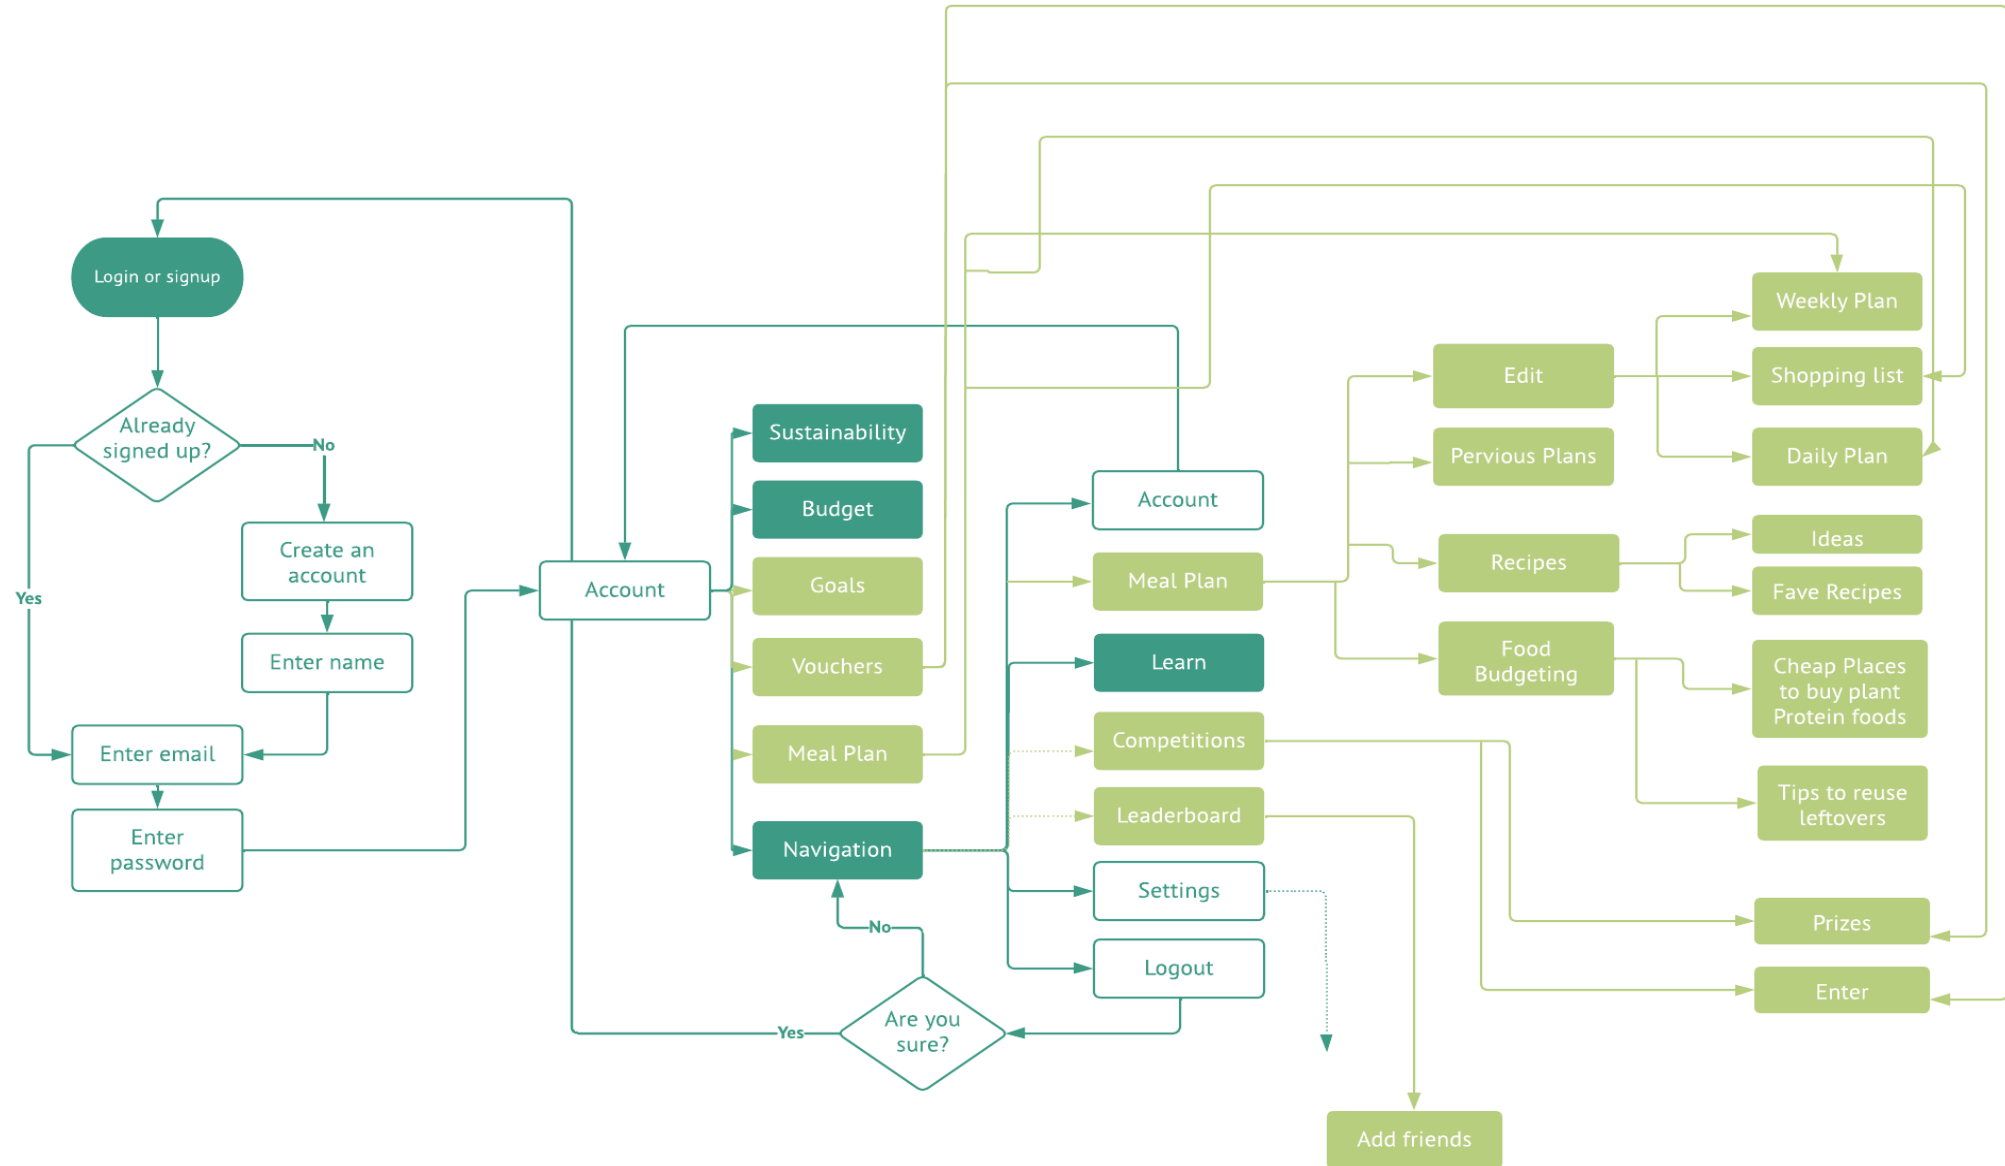 Login or signup
Already
signed up?
No
Yes
Create an
account
Enter name
Enter email
Enter
password
Account
Sustainability
Budget
Goals
Vouchers
Meal Plan
Navigation
No
Are you
sure?
Yes
Account
Meal Plan
Learn
Competitions
Leaderboard
Settings
Logout
Edit
Pervious Plans
Recipes
Food
Budgeting
Weekly Plan
Shopping list
Daily Plan
Ideas
Fave Recipes
Cheap Places
to buy plant
Protein foods
Tips to reuse
leftovers
Prizes
Enter
Add friends